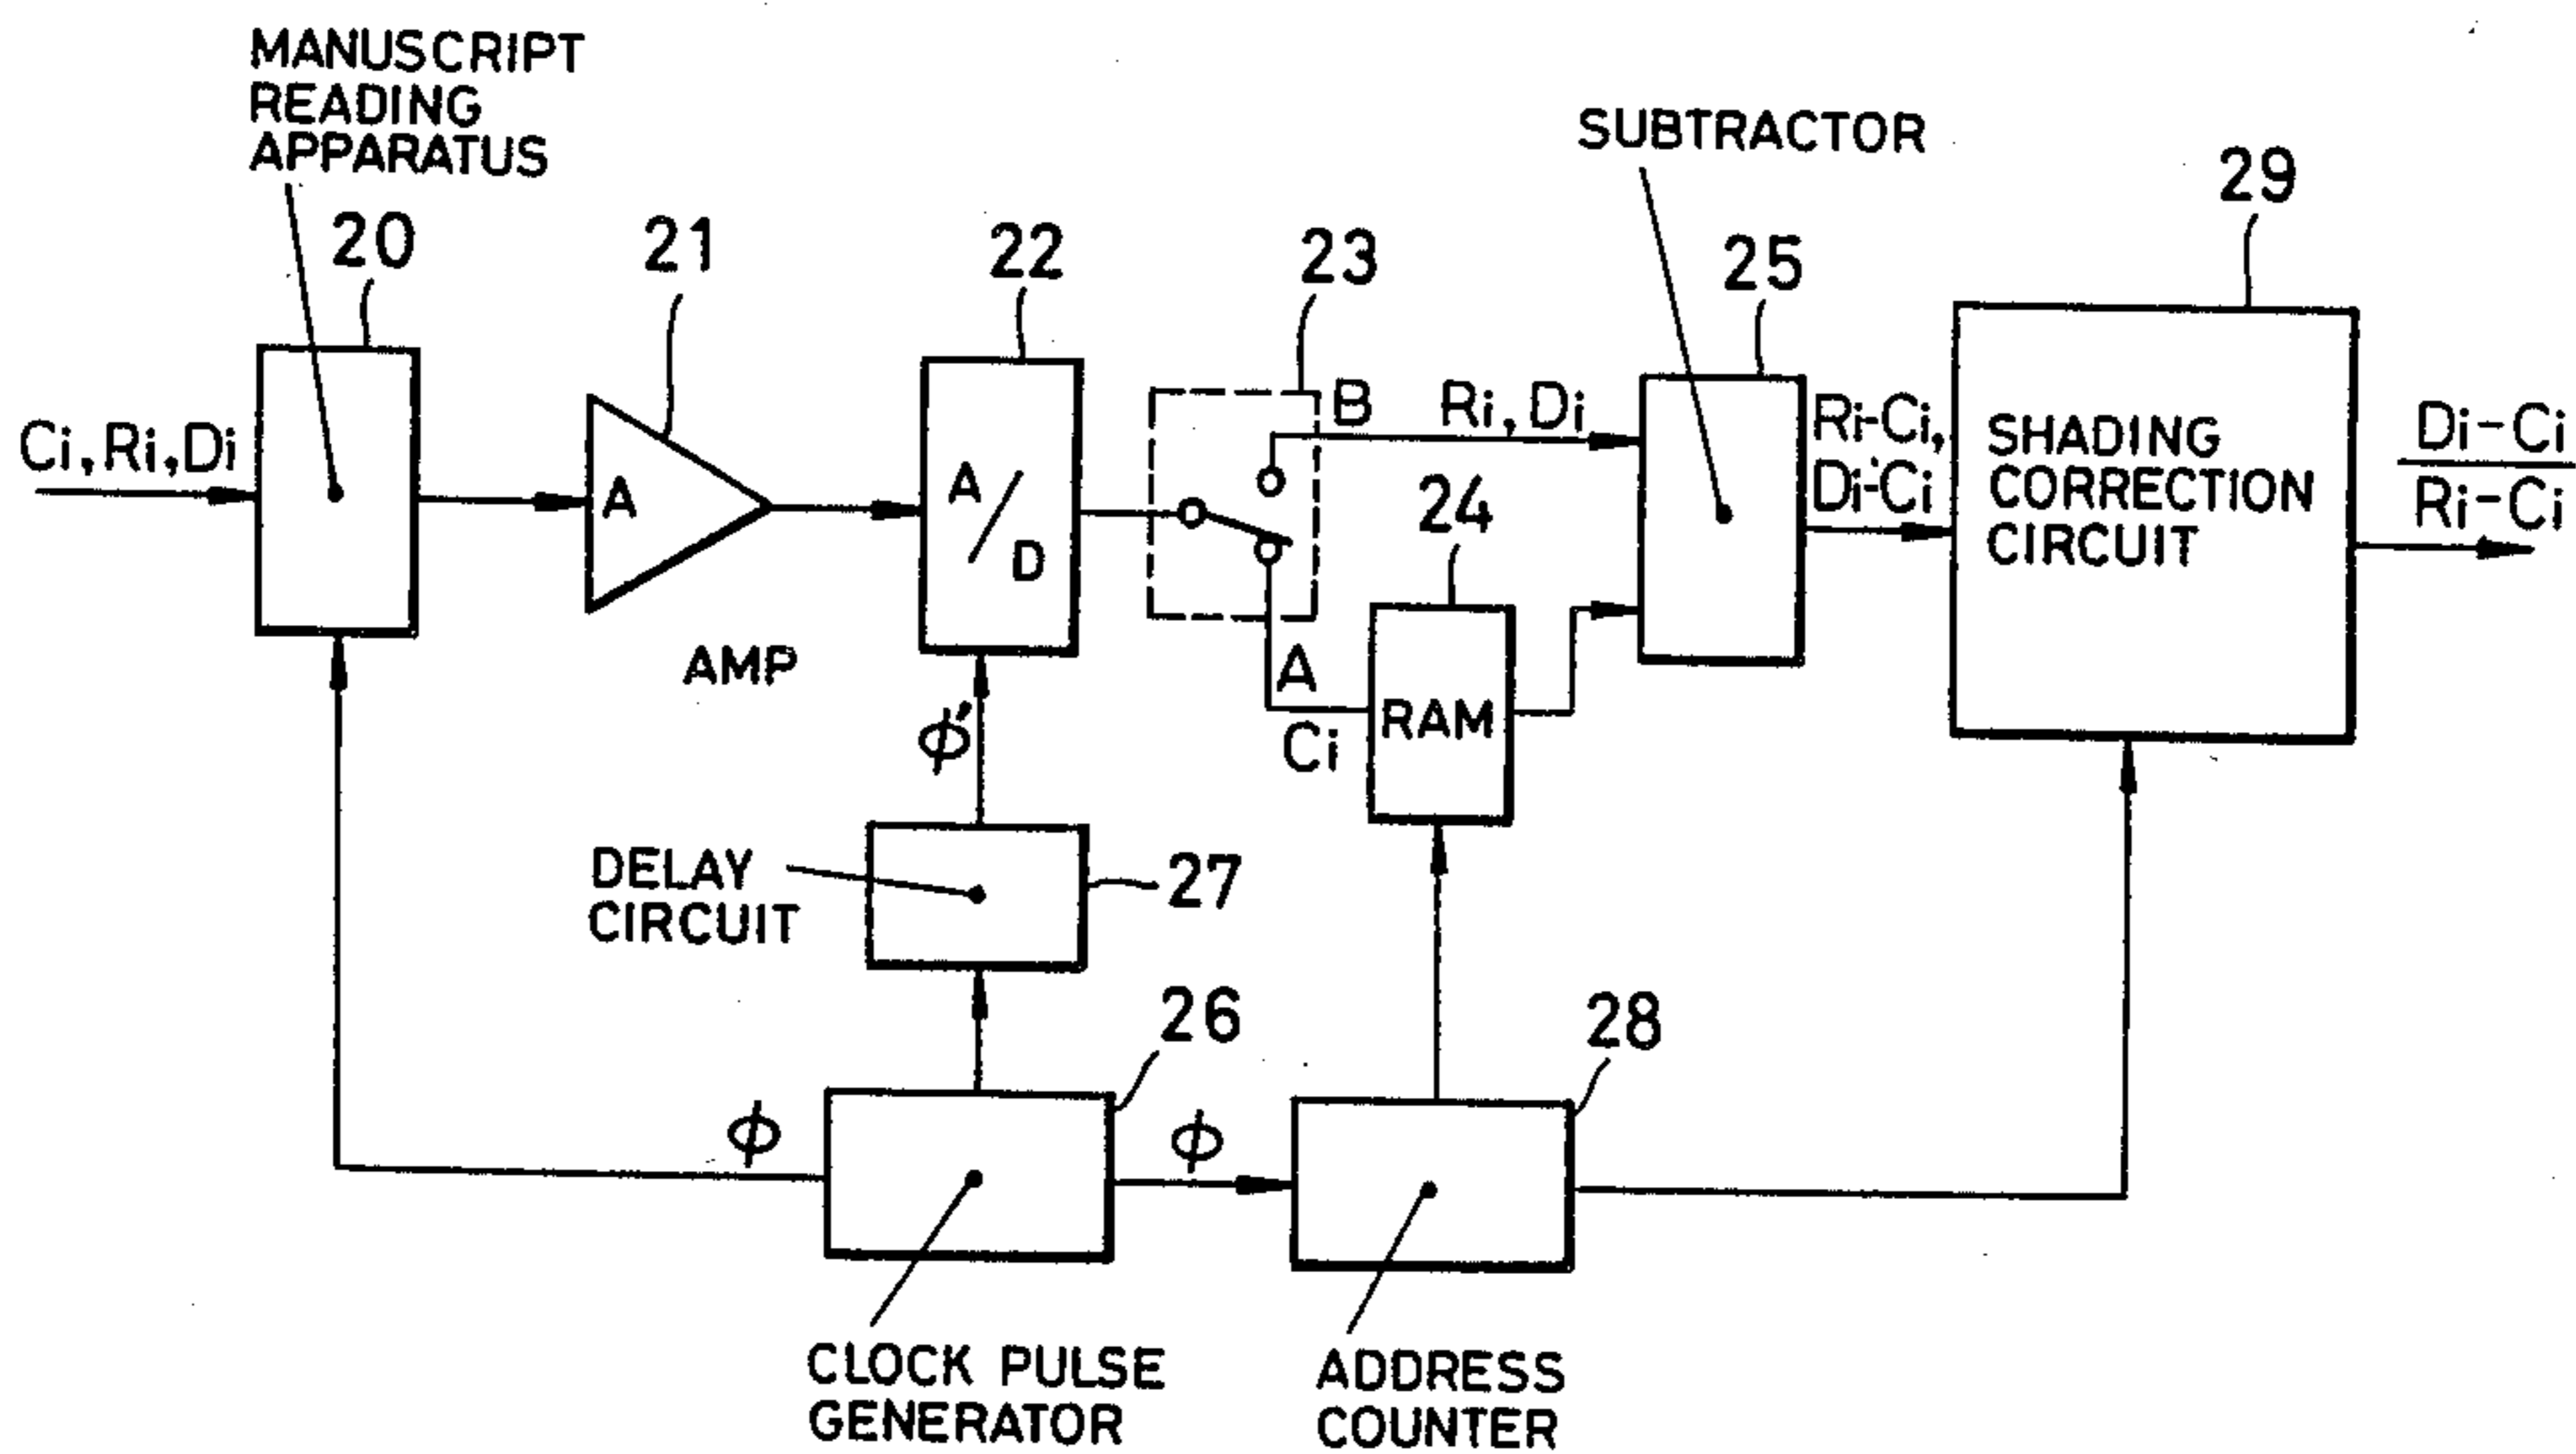 MANUSCRIPT
READING
APPARATUS
SUBTRACTOR
20
21
22
23
25
29
Ci, Ri, Di
A
A/D
B
Ri, Di
Ri-Ci,
Di-Ci
SHADING
CORRECTION
CIRCUIT
Di-Ci
Ri-Ci
24
AMP
A
Ci
RAM
ϕ'
DELAY
CIRCUIT
27
26
28
ϕ
ϕ
CLOCK PULSE
GENERATOR
ADDRESS
COUNTER